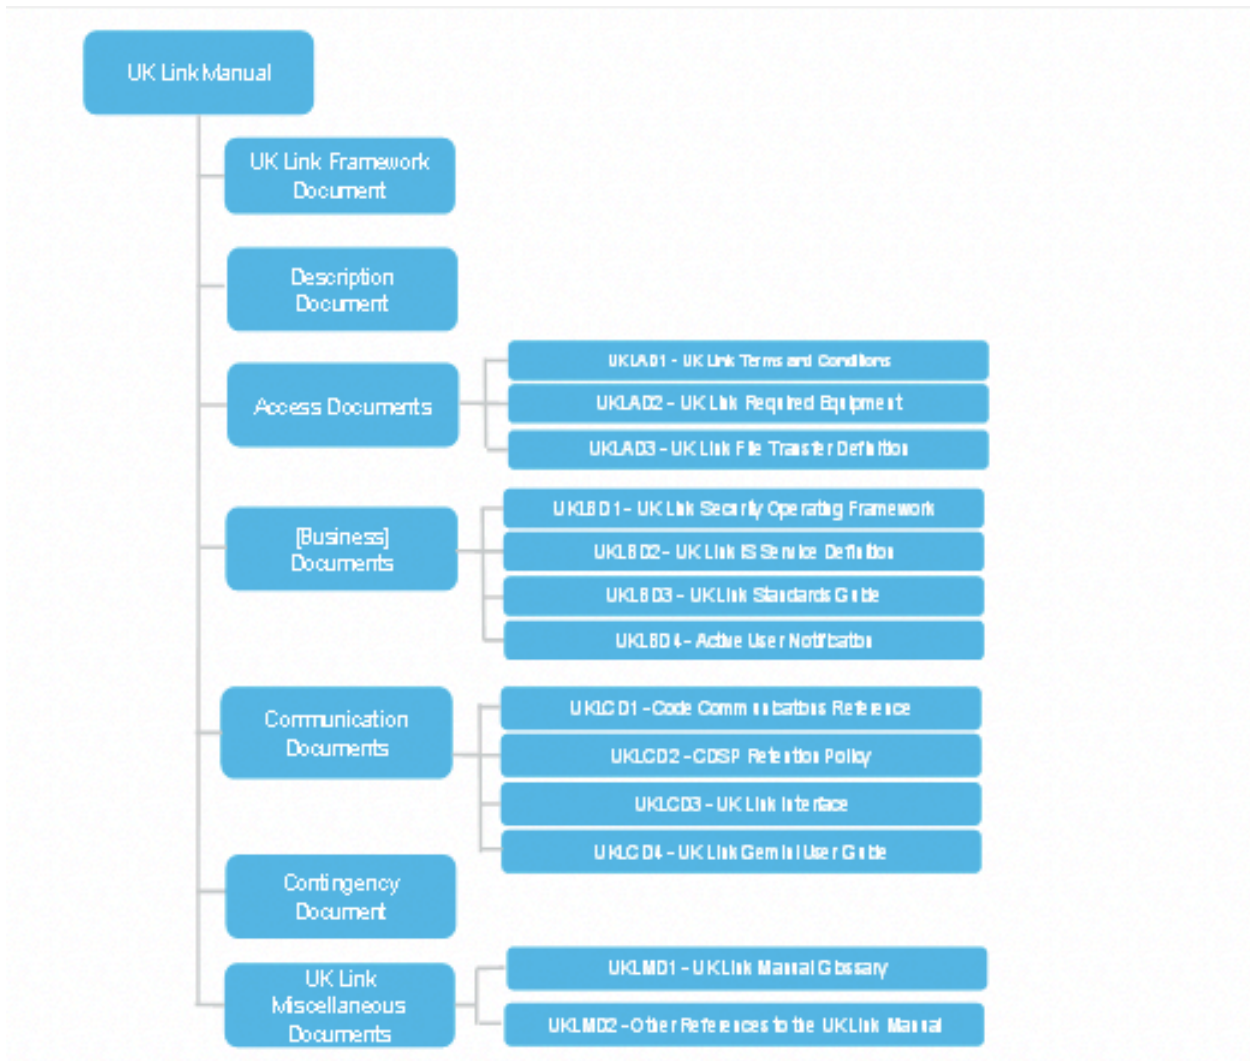 UK Link Manual
UK Link Framework
Document
Description
Document
Access Documents
UKLAD1 - UK Link Terms and Conditions
UKLAD2 - UK Link Required Equipment
UKLAD3 - UK Link File Transfer Definition
[Business]
Documents
UKLBD1 - UK Link Security Operating Framework
UKLBD2 - UK Link IS Service Definition
UKLBD3 - UK Link Standards Guide
UKLBD4 - Active User Notification
Communication
Documents
UKLCD1 - Code Communications Reference
UKLCD2 - CDSP Retention Policy
UKLCD3 - UK Link Interface
UKLCD4 - UK Link Gemini User Guide
Contingency
Document
UK Link
Miscellaneous
Documents
UKLMD1 - UK Link Manual Glossary
UKLMD2 - Other References to the UK Link Manual